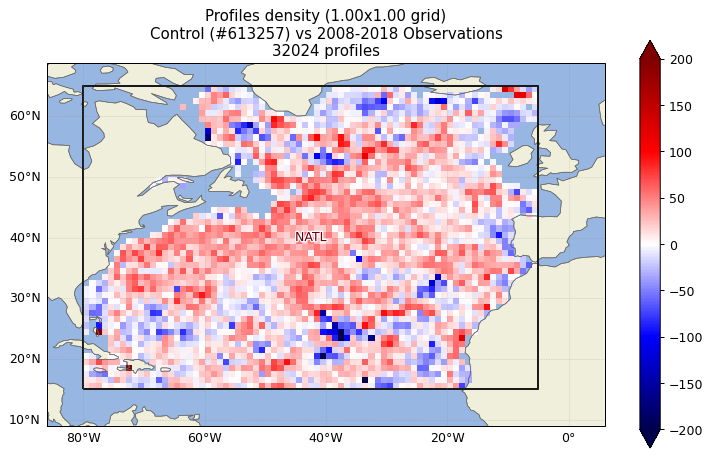 Profiles density (1.00x1.00 grid)
Control (#613257) vs 2008-2018 Observations
32024 profiles
60°N
50°N
40°N
30°N
20°N
10°N
NATL
80°W
60°W
40°W
20°W
0°
200
150
100
50
0
−50
−100
−150
−200